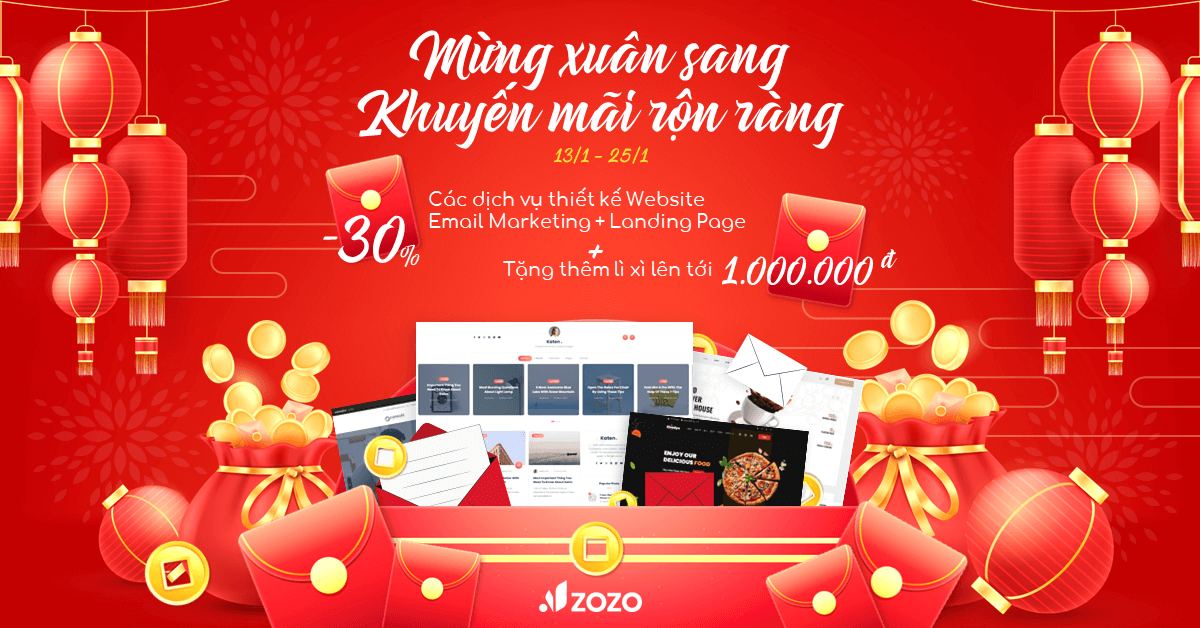 Mừng xuân sang
Khuyến mãi rộn ràng
13/1 - 25/1
-30%
Các dịch vụ thiết kế Website
Email Marketing + Landing Page
+
Tặng thêm lì xì lên tới 1.000.000 đ
Katen.
ENJOY OUR
DELICIOUS FOOD
ZOZO